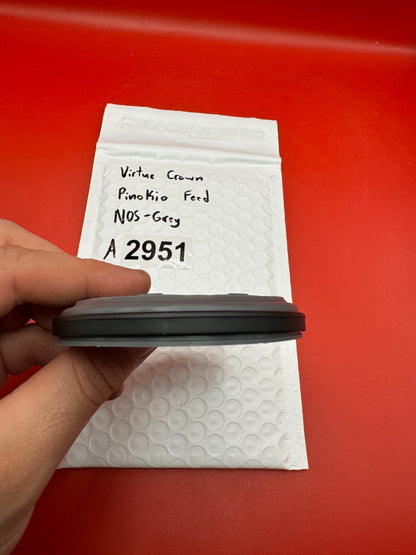 Virtue Crown
Pinokio Feed
NOS-Grey
A 2951